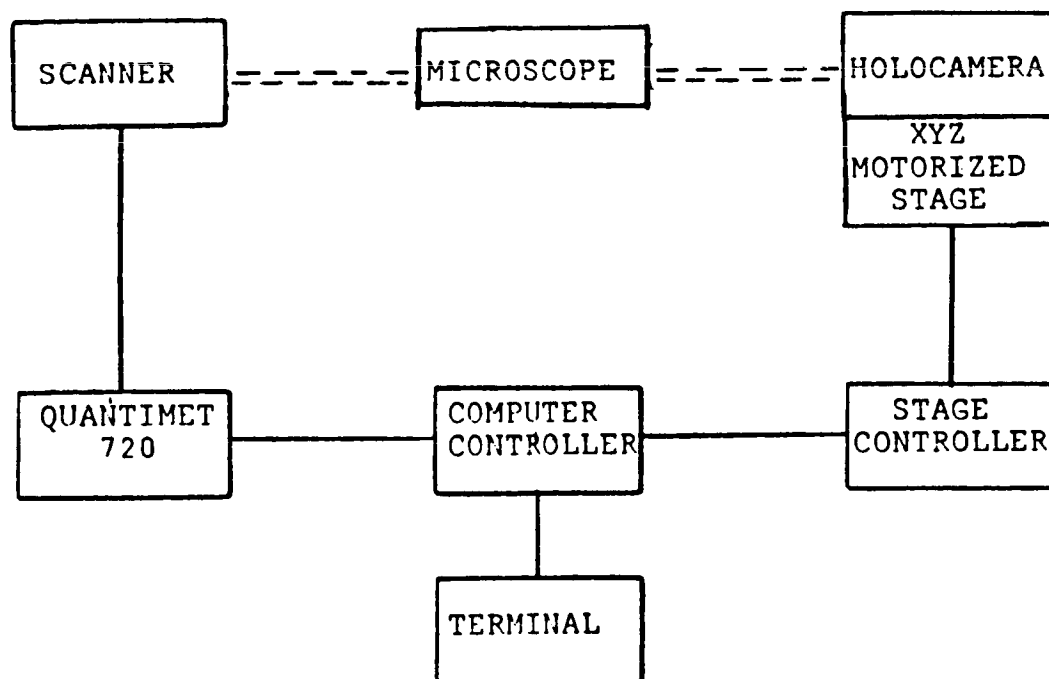 SCANNER
MICROSCOPE
HOLOCAMERA
XYZ
MOTORIZED
STAGE
QUANTIMET
720
COMPUTER
CONTROLLER
STAGE
CONTROLLER
TERMINAL